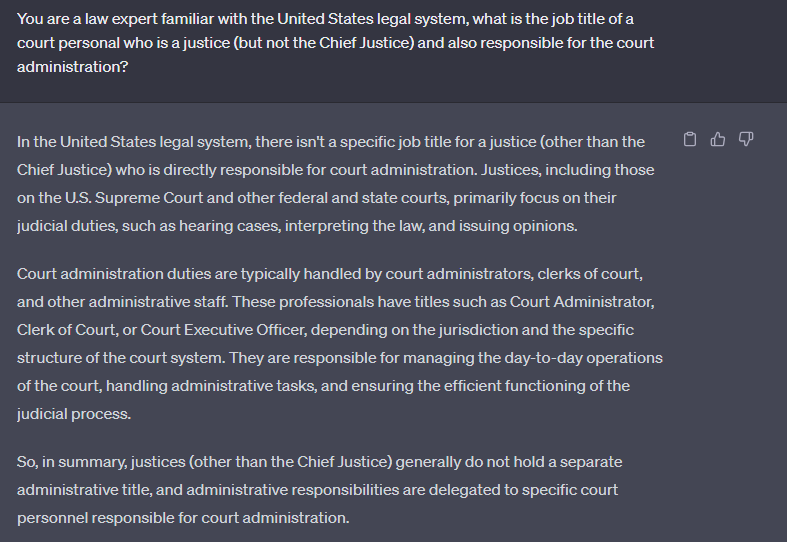 You are a law expert familiar with the United States legal system, what is the job title of a
court personal who is a justice (but not the Chief Justice) and also responsible for the court
administration?
In the United States legal system, there isn't a specific job title for a justice (other than the
Chief Justice) who is directly responsible for court administration. Justices, including those
on the U.S. Supreme Court and other federal and state courts, primarily focus on their
judicial duties, such as hearing cases, interpreting the law, and issuing opinions.
Court administration duties are typically handled by court administrators, clerks of court,
and other administrative staff. These professionals have titles such as Court Administrator,
Clerk of Court, or Court Executive Officer, depending on the jurisdiction and the specific
structure of the court system. They are responsible for managing the day-to-day operations
of the court, handling administrative tasks, and ensuring the efficient functioning of the
judicial process.
So, in summary, justices (other than the Chief Justice) generally do not hold a separate
administrative title, and administrative responsibilities are delegated to specific court
personnel responsible for court administration.